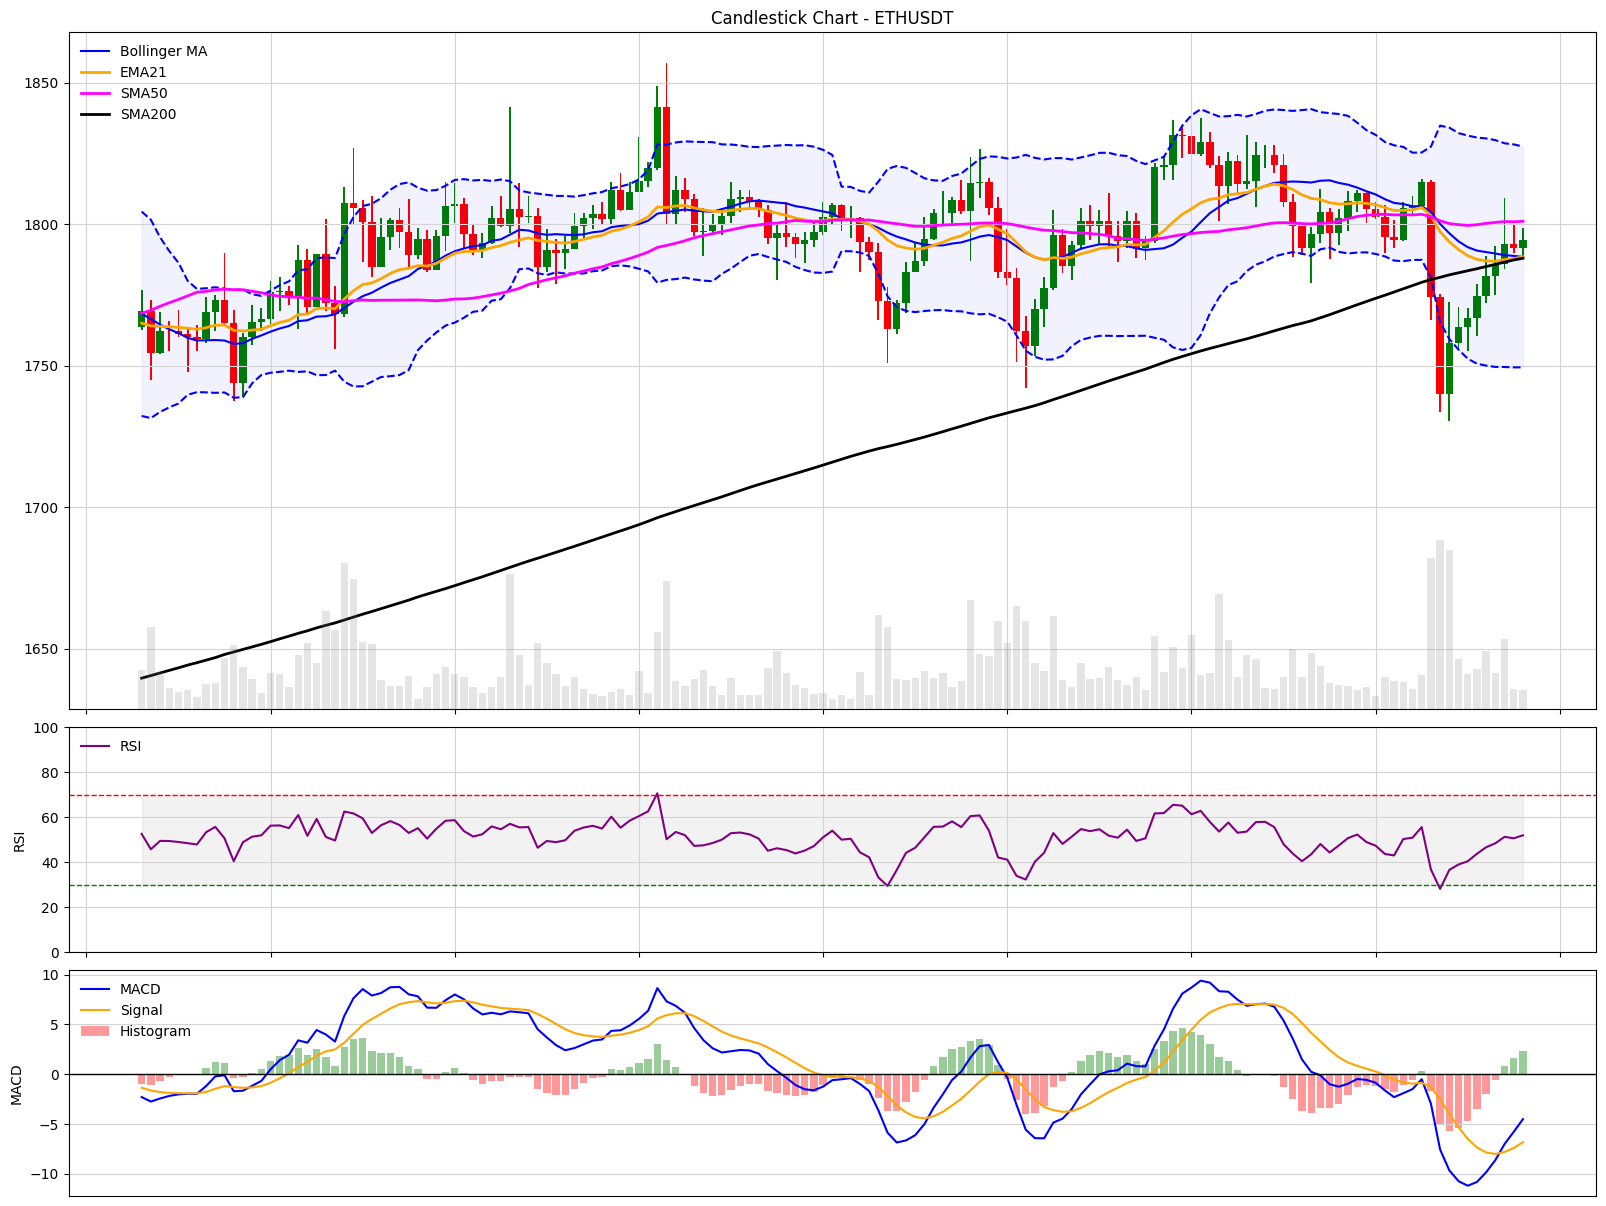 Candlestick Chart - ETHUSDT
Bollinger MA
EMA21
SMA50
SMA200
1850
1800
1750
1700
1650
RSI
RSI
100
80
60
40
20
0
MACD
MACD
Signal
Histogram
10
5
0
−5
−10